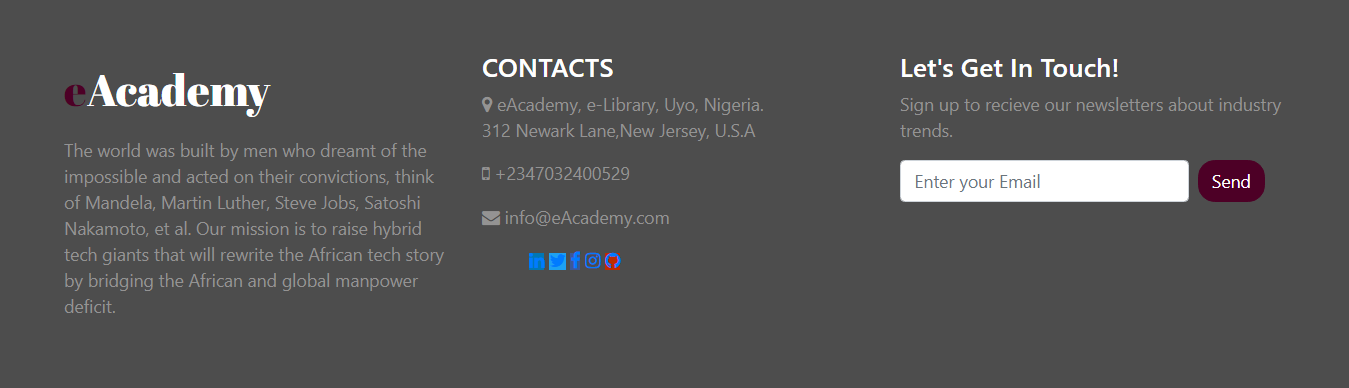 eAcademy
The world was built by men who dreamt of the
impossible and acted on their convictions, think
of Mandela, Martin Luther, Steve Jobs, Satoshi
Nakamoto, et al. Our mission is to raise hybrid
tech giants that will rewrite the African tech story
by bridging the African and global manpower
deficit.
CONTACTS
eAcademy, e-Library, Uyo, Nigeria.
312 Newark Lane,New Jersey, U.S.A
+2347032400529
info@eAcademy.com
Let's Get In Touch!
Sign up to recieve our newsletters about industry
trends.
Enter your Email
Send